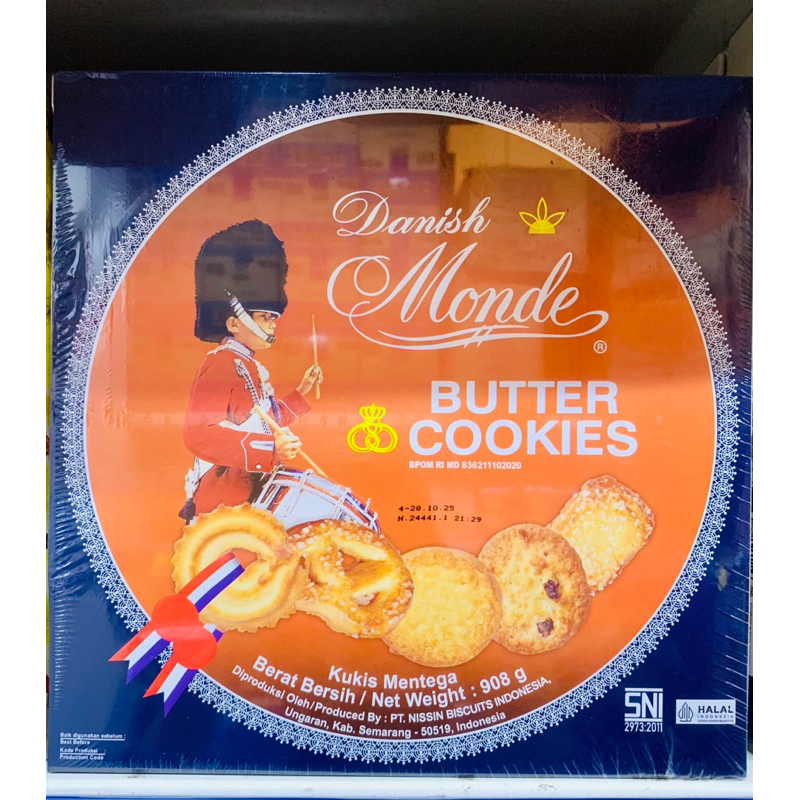 Danish
Monde
®
BUTTER
COOKIES
BPOM RI MD 836211102020
4-28.10.25
H.24441.1 21:29
Kukis Mentega
Berat Bersih / Net Weight : 908 g
Diproduksi Oleh/Produced By : PT. NISSIN BISCUITS INDONESIA,
Ungaran, Kab. Semarang - 50519, Indonesia
Baik digunakan sebelum :
Best Before
Kode Produksi :
Production Code
SNI
2973:2011
HALAL
INDONESIA